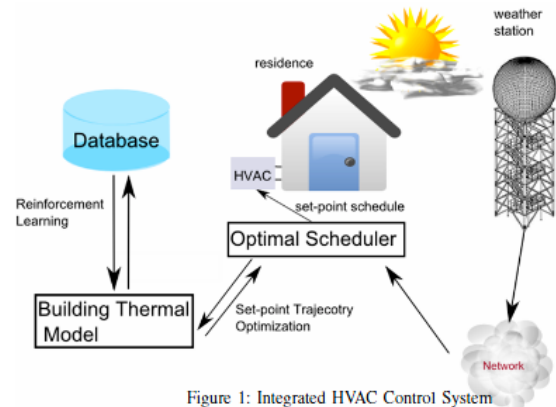 weather
station
residence
Database
HVAC
Reinforcement
Learning
set-point schedule
Optimal Scheduler
Building Thermal
Model
Set-point Trajecotry
Optimization
Network
Figure 1: Integrated HVAC Control System